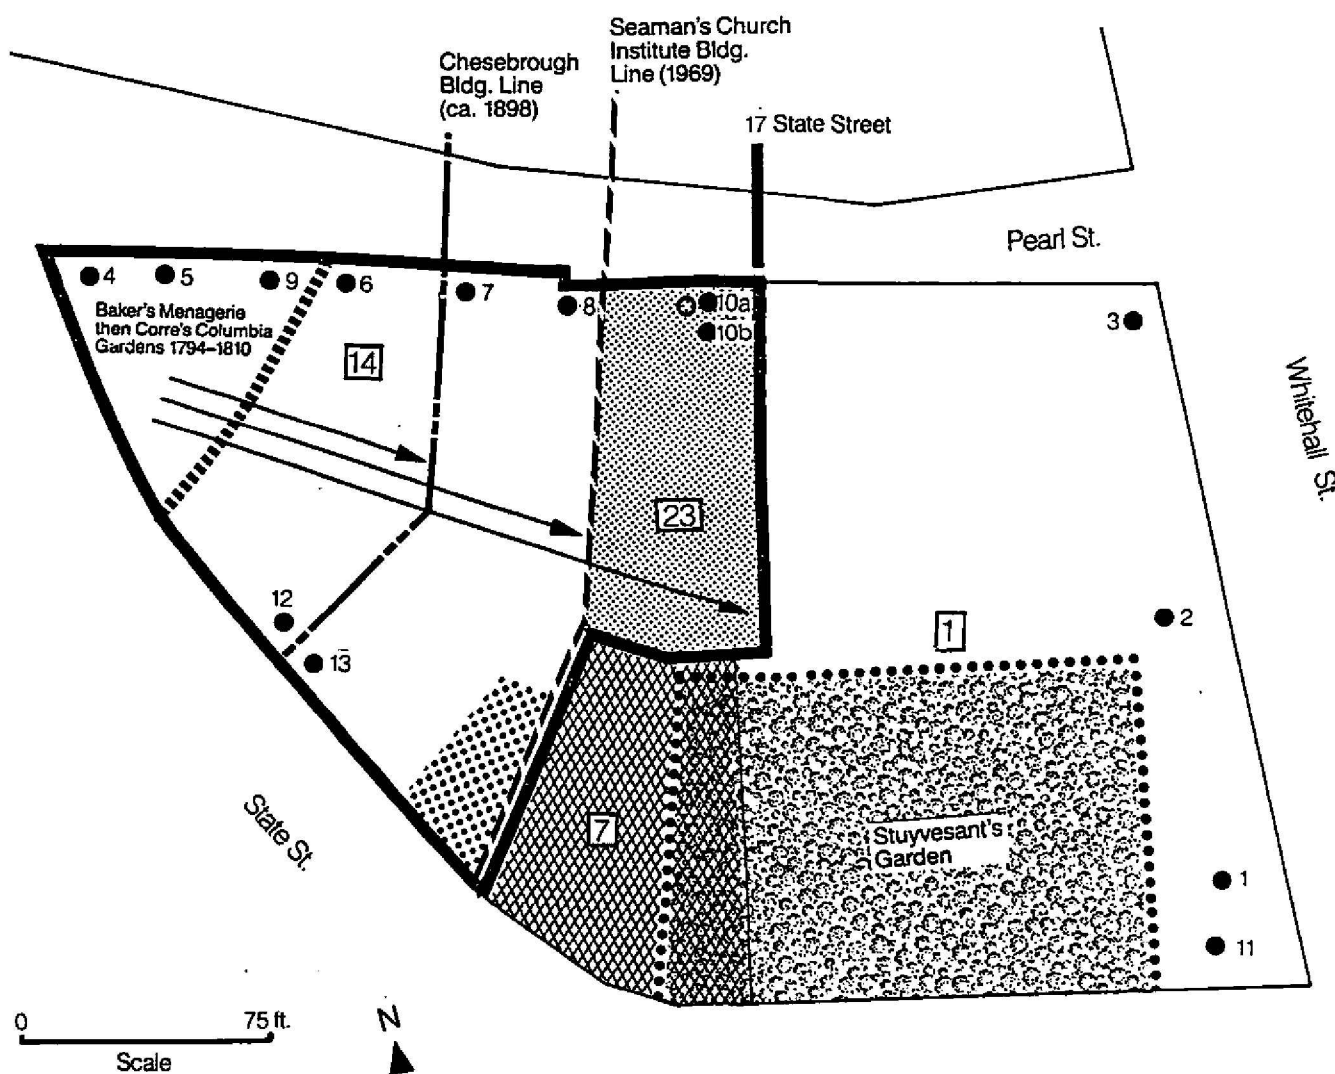 Seaman's Church
Institute Bldg.
Line (1969)
Chesebrough
Bldg. Line
(ca. 1898)
17 State Street
Pearl St.
4
5
9
6
7
8
10a
10b
3
Baker's Menagerie
then Corre's Columbia
Gardens 1794–1810
14
Whitehall St.
23
12
13
1
2
7
Stuyvesant's
Garden
State St.
1
11
0
75 ft.
Scale
N